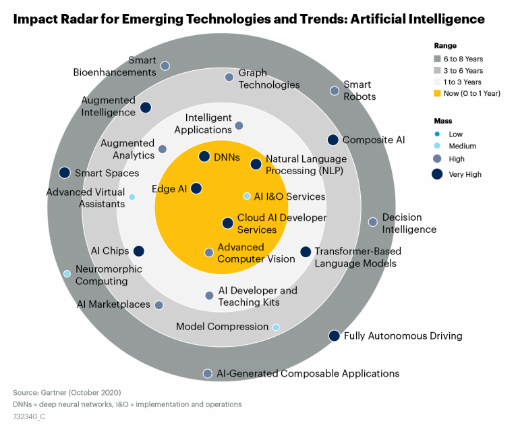 Impact Radar for Emerging Technologies and Trends: Artificial Intelligence
Range
6 to 8 Years
3 to 6 Years
1 to 3 Years
Now (0 to 1 Year)
Mass
Low
Medium
High
Very High
Smart
Bioenhancements
Graph
Technologies
Smart
Robots
Augmented
Intelligence
Intelligent
Applications
Composite AI
Augmented
Analytics
DNNs
Natural Language
Processing (NLP)
Smart Spaces
Edge AI
Advanced Virtual
Assistants
AI I&O Services
Cloud AI Developer
Services
Decision
Intelligence
AI Chips
Advanced
Computer Vision
Transformer-Based
Language Models
Neuromorphic
Computing
AI Developer and
Teaching Kits
AI Marketplaces
Model Compression
Fully Autonomous Driving
AI-Generated Composable Applications
Source: Gartner (October 2020)
DNNs = deep neural networks, I&O = implementation and operations
732340_C